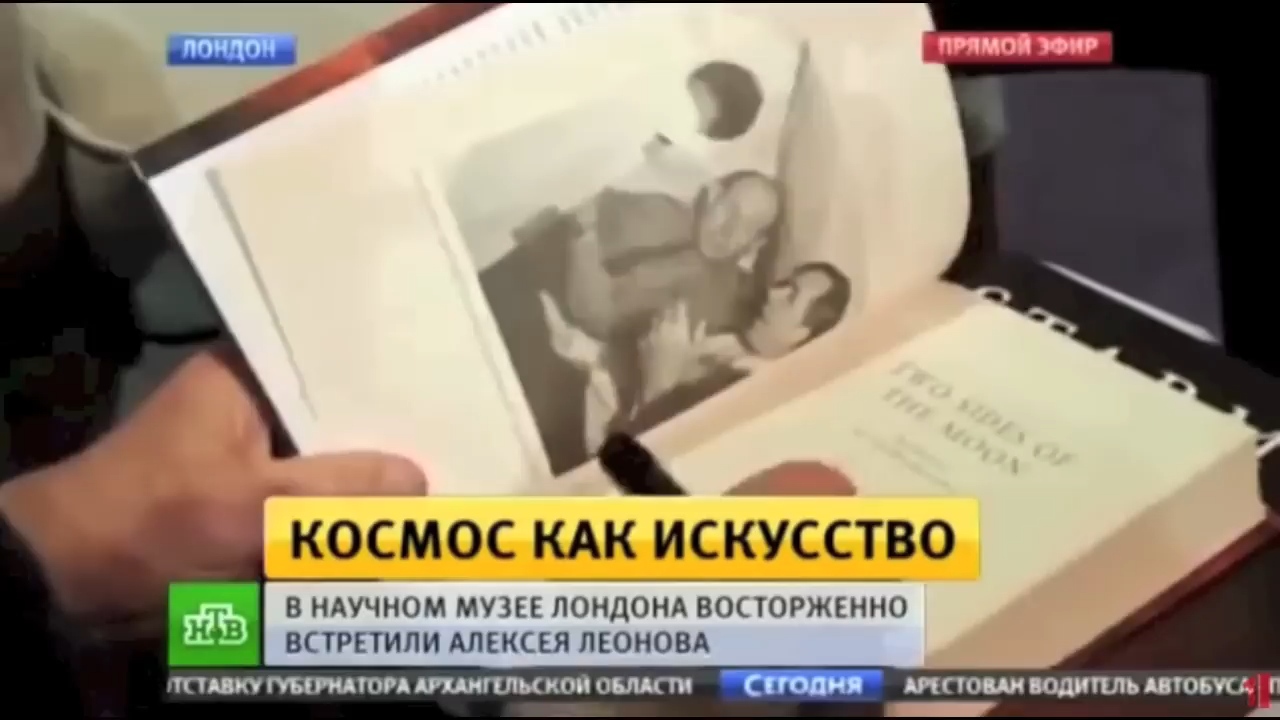 ЛОНДОН
ПРЯМОЙ ЭФИР
TWO SIDES OF
THE MOON
КОСМОС КАК ИСКУССТВО
НТВ
В НАУЧНОМ МУЗЕЕ ЛОНДОНА ВОСТОРЖЕННО
ВСТРЕТИЛИ АЛЕКСЕЯ ЛЕОНОВА
ТСТАВКУ ГУБЕРНАТОРА АРХАНГЕЛЬСКОЙ ОБЛАСТИ
СЕГОДНЯ
АРЕСТОВАН ВОДИТЕЛЬ АВТОБУСА